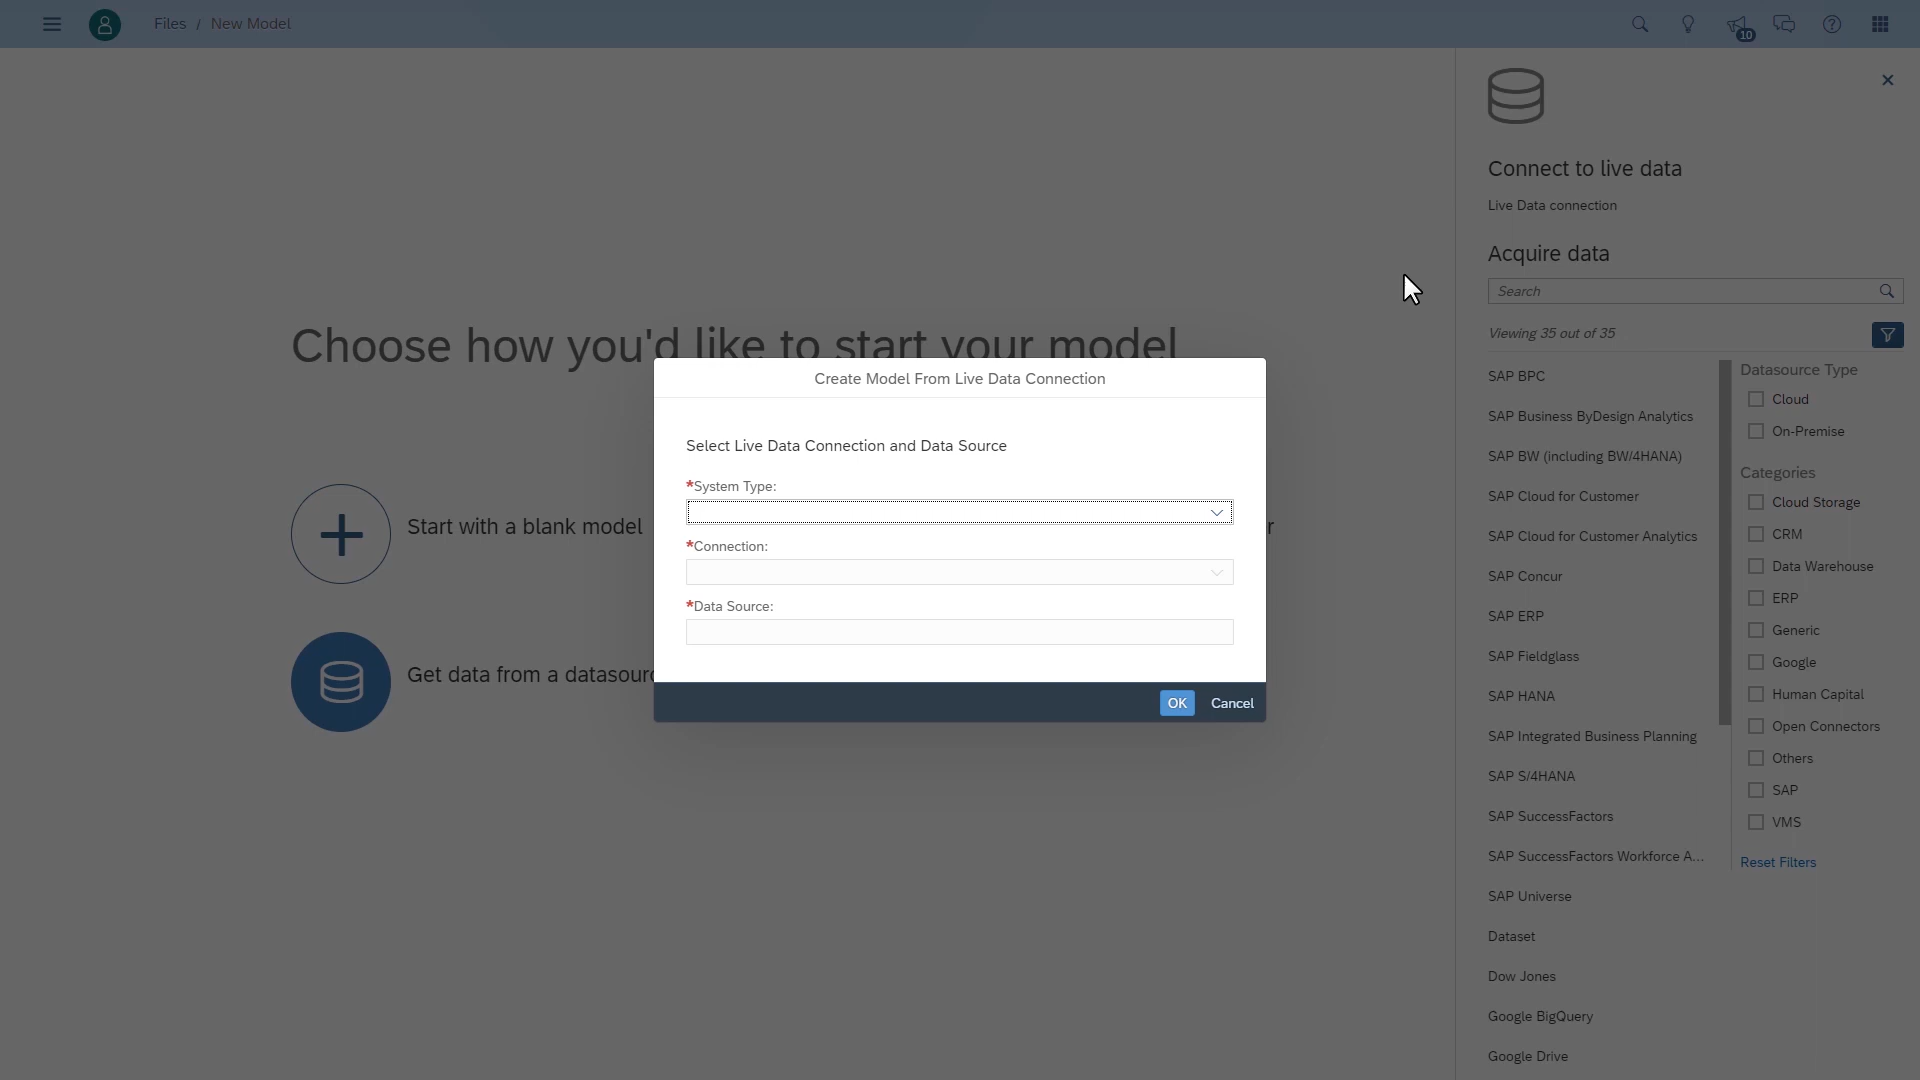 Files / New Model
10
Choose how you'd like to start your model
Start with a blank model
r
Get data from a datasourc
Create Model From Live Data Connection
Select Live Data Connection and Data Source
*System Type:
*Connection:
*Data Source:
OK
Cancel
Connect to live data
Live Data connection
Acquire data
Search
Viewing 35 out of 35
SAP BPC
SAP Business ByDesign Analytics
SAP BW (including BW/4HANA)
SAP Cloud for Customer
SAP Cloud for Customer Analytics
SAP Concur
SAP ERP
SAP Fieldglass
SAP HANA
SAP Integrated Business Planning
SAP S/4HANA
SAP SuccessFactors
SAP SuccessFactors Workforce A...
SAP Universe
Dataset
Dow Jones
Google BigQuery
Google Drive
Datasource Type
Cloud
On-Premise
Categories
Cloud Storage
CRM
Data Warehouse
ERP
Generic
Google
Human Capital
Open Connectors
Others
SAP
VMS
Reset Filters